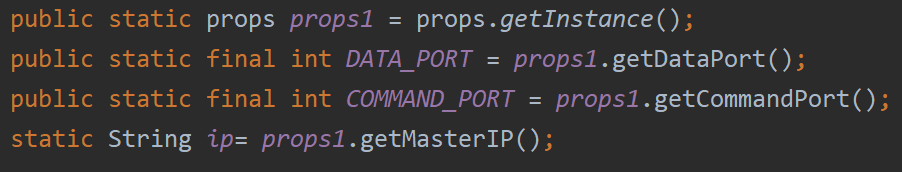 public static props props1 = props.getInstance();
public static final int DATA_PORT = props1.getDataPort();
public static final int COMMAND_PORT = props1.getCommandPort();
static String ip= props1.getMasterIP();